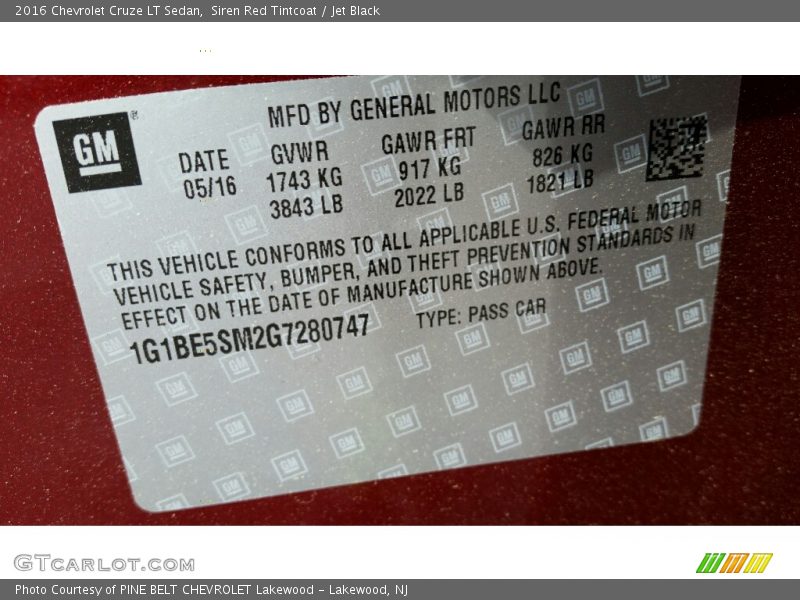 2016 Chevrolet Cruze LT Sedan, Siren Red Tintcoat / Jet Black
GM®
MFD BY GENERAL MOTORS LLC
DATE GVWR GAWR FRT GAWR RR
05/16 1743 KG 917 KG 826 KG
3843 LB 2022 LB 1821 LB
THIS VEHICLE CONFORMS TO ALL APPLICABLE U.S. FEDERAL MOTOR
VEHICLE SAFETY, BUMPER, AND THEFT PREVENTION STANDARDS IN
EFFECT ON THE DATE OF MANUFACTURE SHOWN ABOVE.
1G1BE5SM2G7280747 TYPE: PASS CAR
GTcarlot.com
Photo Courtesy of PINE BELT CHEVROLET Lakewood - Lakewood, NJ